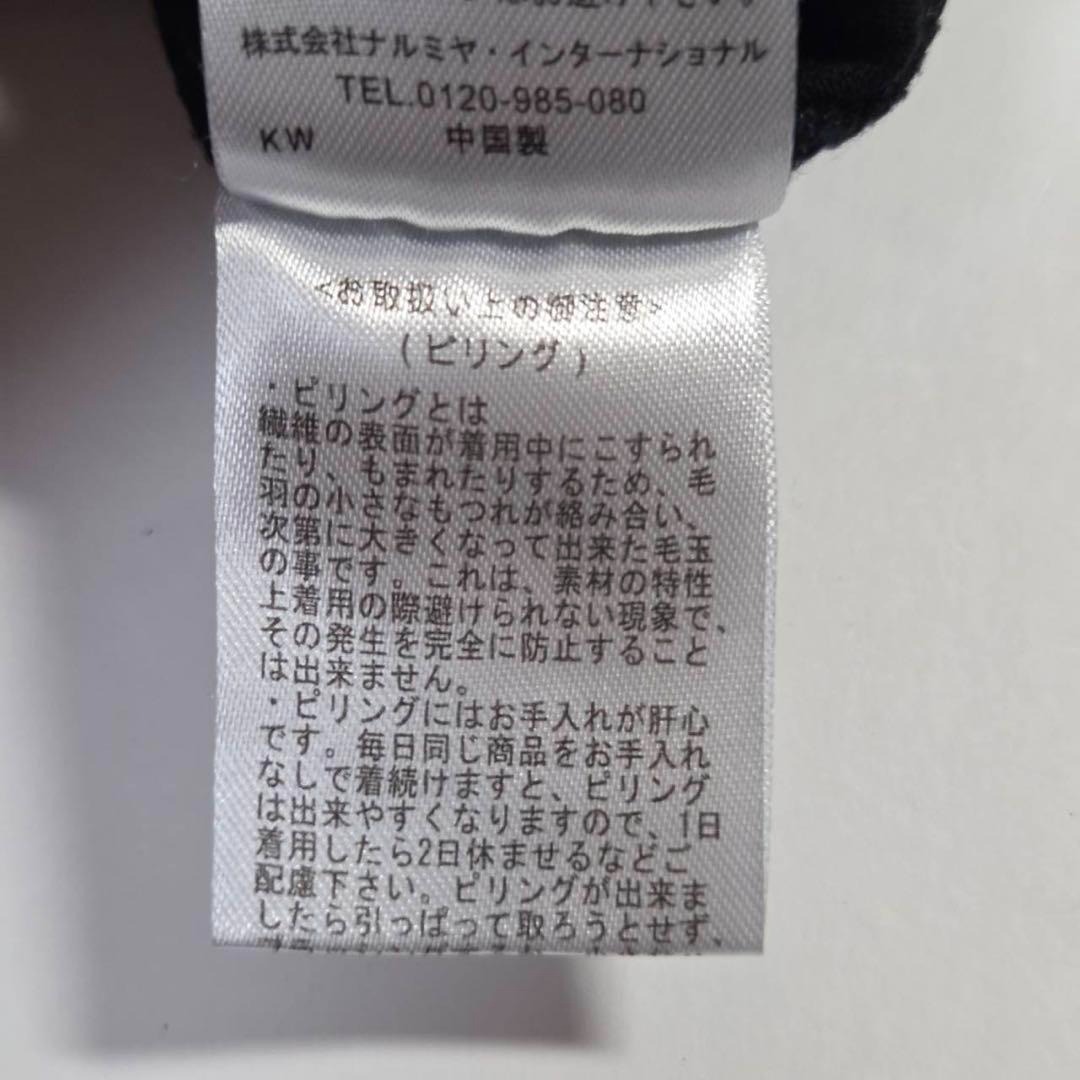 株式会社ナルミヤ・インターナショナル
TEL.0120-985-080
KW 中国製
<お取扱い上の御注意>
(ピリング)
・ピリングとは
繊維の表面が着用中にこすられ
たり、もまれたりするため、毛
羽の小さなもつれが絡み合い、
次第に大きくなって出来た毛玉
の事です。これは、素材の特性
上着用の際避けられない現象で、
その発生を完全に防止すること
は出来ません。
・ピリングにはお手入れが肝心
です。毎日同じ商品をお手入れ
なしで着続けますと、ピリング
は出来やすくなりますので、1日
着用したら2日休ませるなどご
配慮下さい。ピリングが出来ま
したら引っぱって取ろうとせず、